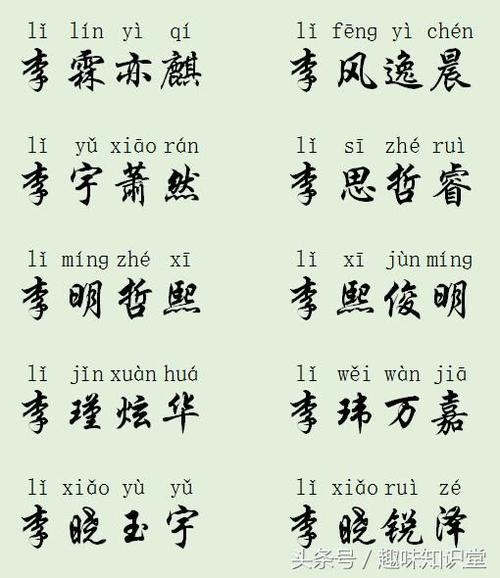 lǐ lín yì qí lǐ fēng yì chén
李霖亦麒 李风逸晨
lǐ yǔ xiāo rán lǐ sī zhé ruì
李宇萧然 李思哲睿
lǐ míng zhé xī lǐ xī jùn míng
李明哲熙 李熙俊明
lǐ jǐn xuàn huá lǐ wěi wàn jiā
李瑾炫华 李玮万嘉
lǐ xiǎo yù yǔ lǐ xiǎo ruì zé
李晓玉宇 李晓锐泽
头条号/趣味知识堂